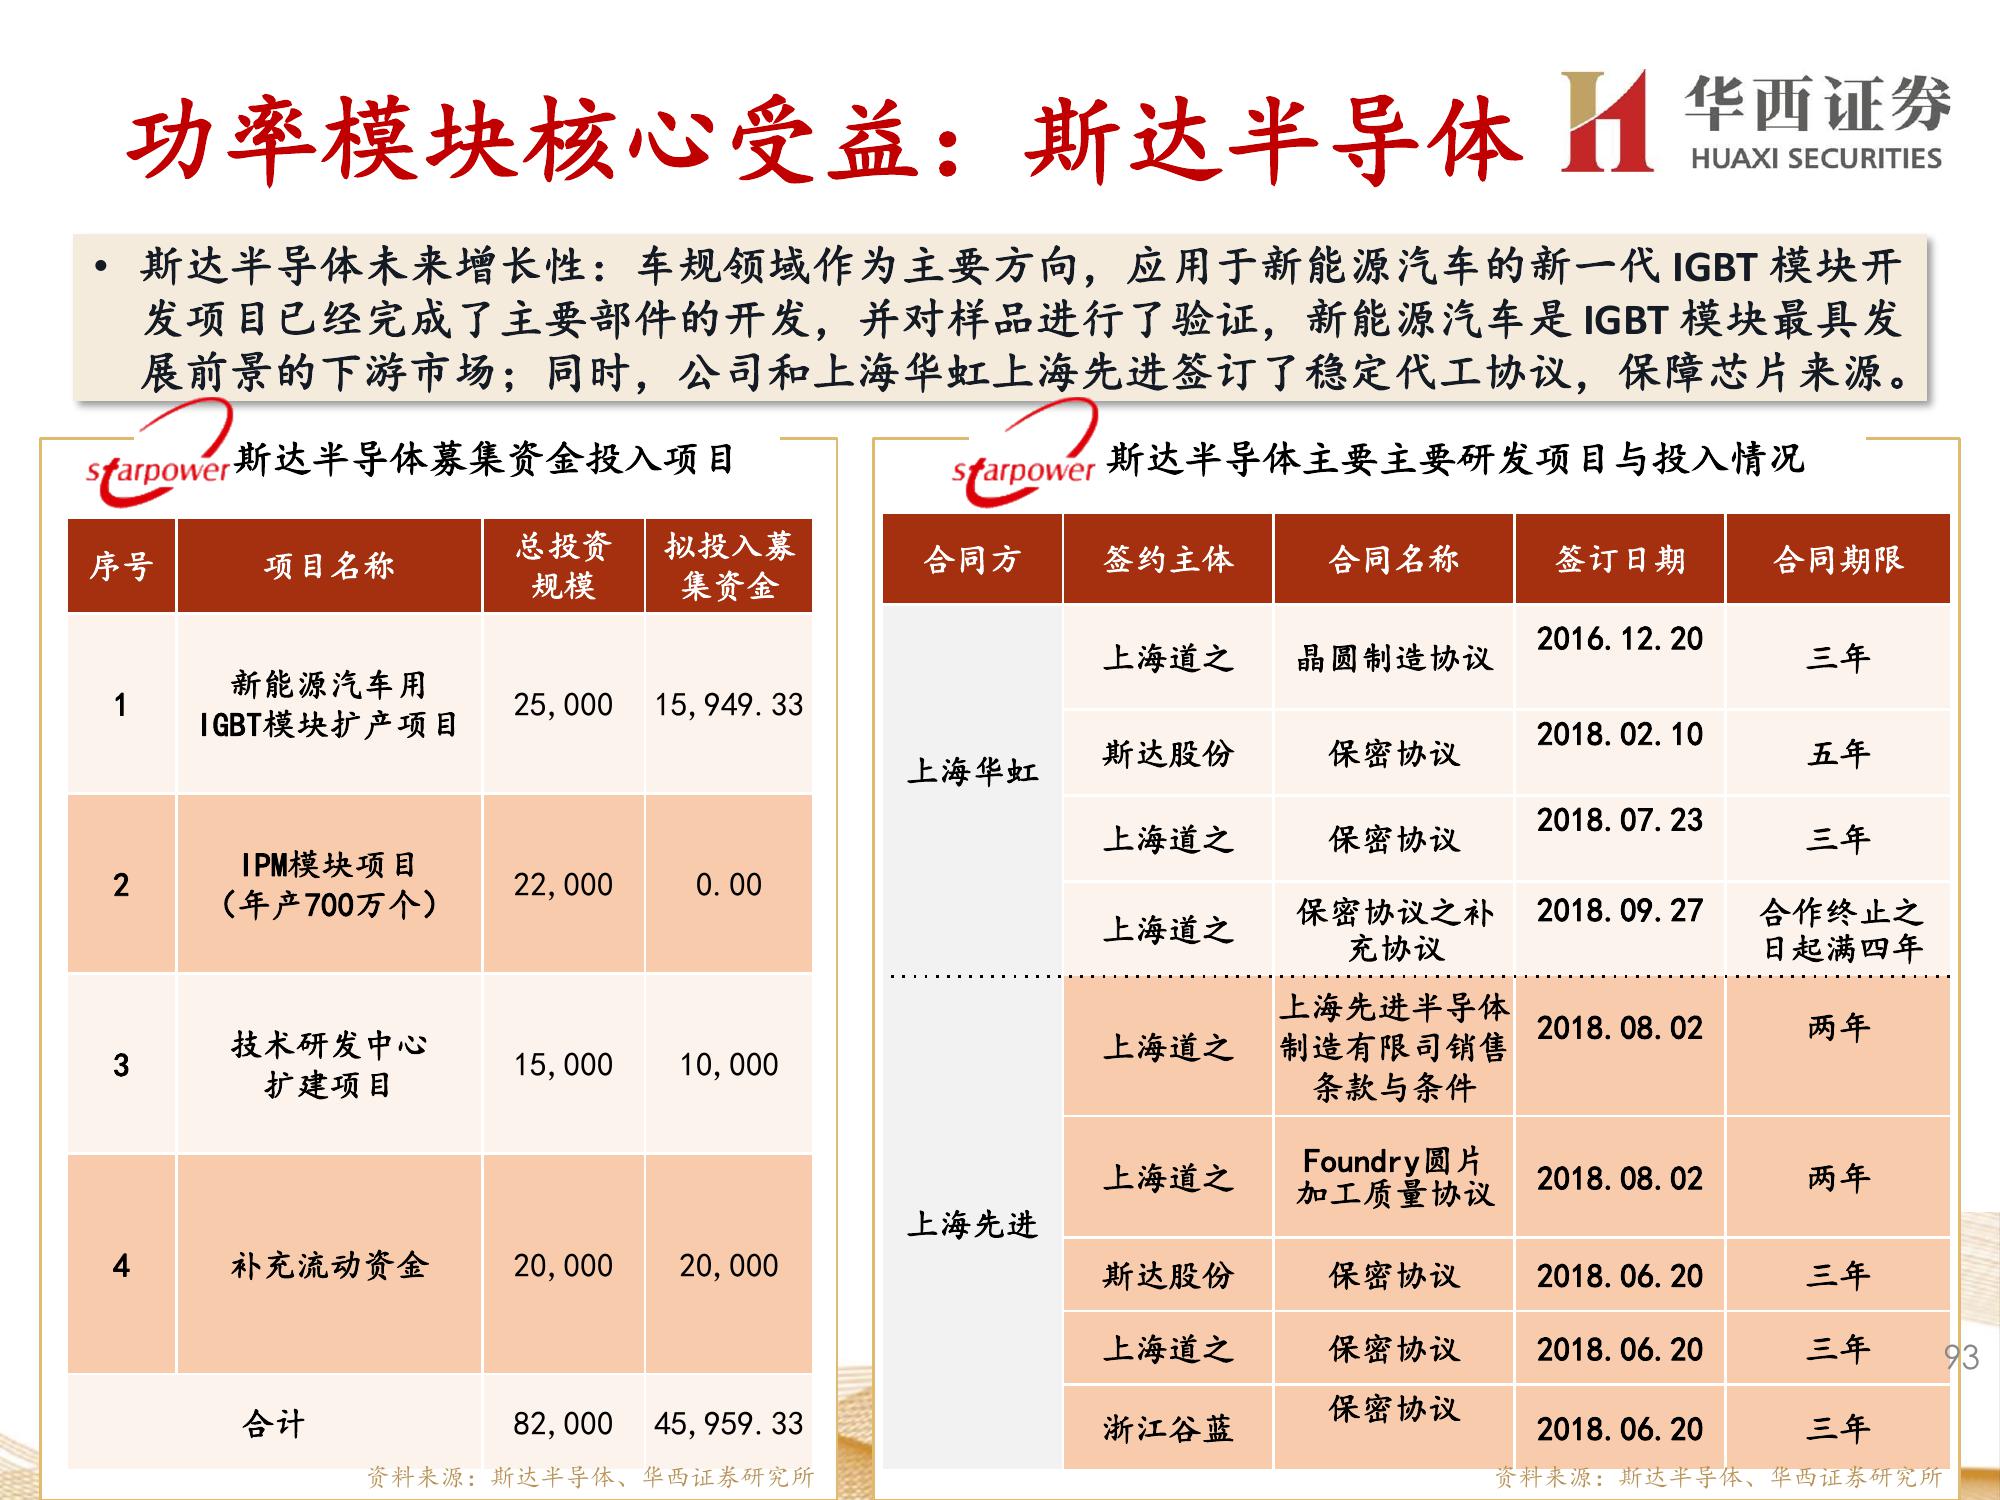 功率模块核心受益：斯达半导体
华西证券
HUAXI SECURITIES
• 斯达半导体未来增长性：车规领域作为主要方向，应用于新能源汽车的新一代 IGBT 模块开
发项目已经完成了主要部件的开发，并对样品进行了验证，新能源汽车是 IGBT 模块最具发
展前景的下游市场；同时，公司和上海华虹上海先进签订了稳定代工协议，保障芯片来源。
starpower 斯达半导体募集资金投入项目
序号 项目名称 总投资规模 拟投入募集资金
1 新能源汽车用IGBT模块扩产项目 25,000 15,949.33
2 IPM模块项目（年产700万个） 22,000 0.00
3 技术研发中心扩建项目 15,000 10,000
4 补充流动资金 20,000 20,000
合计 82,000 45,959.33
资料来源：斯达半导体、华西证券研究所
starpower 斯达半导体主要主要研发项目与投入情况
合同方 签约主体 合同名称 签订日期 合同期限
上海华虹
上海道之 晶圆制造协议 2016.12.20 三年
斯达股份 保密协议 2018.02.10 五年
上海道之 保密协议 2018.07.23 三年
上海道之 保密协议之补充协议 2018.09.27 合作终止之日起满四年
上海先进
上海道之 上海先进半导体制造有限司销售条款与条件 2018.08.02 两年
上海道之 Foundry圆片加工质量协议 2018.08.02 两年
斯达股份 保密协议 2018.06.20 三年
上海道之 保密协议 2018.06.20 三年
浙江谷蓝 保密协议 2018.06.20 三年
资料来源：斯达半导体、华西证券研究所
93